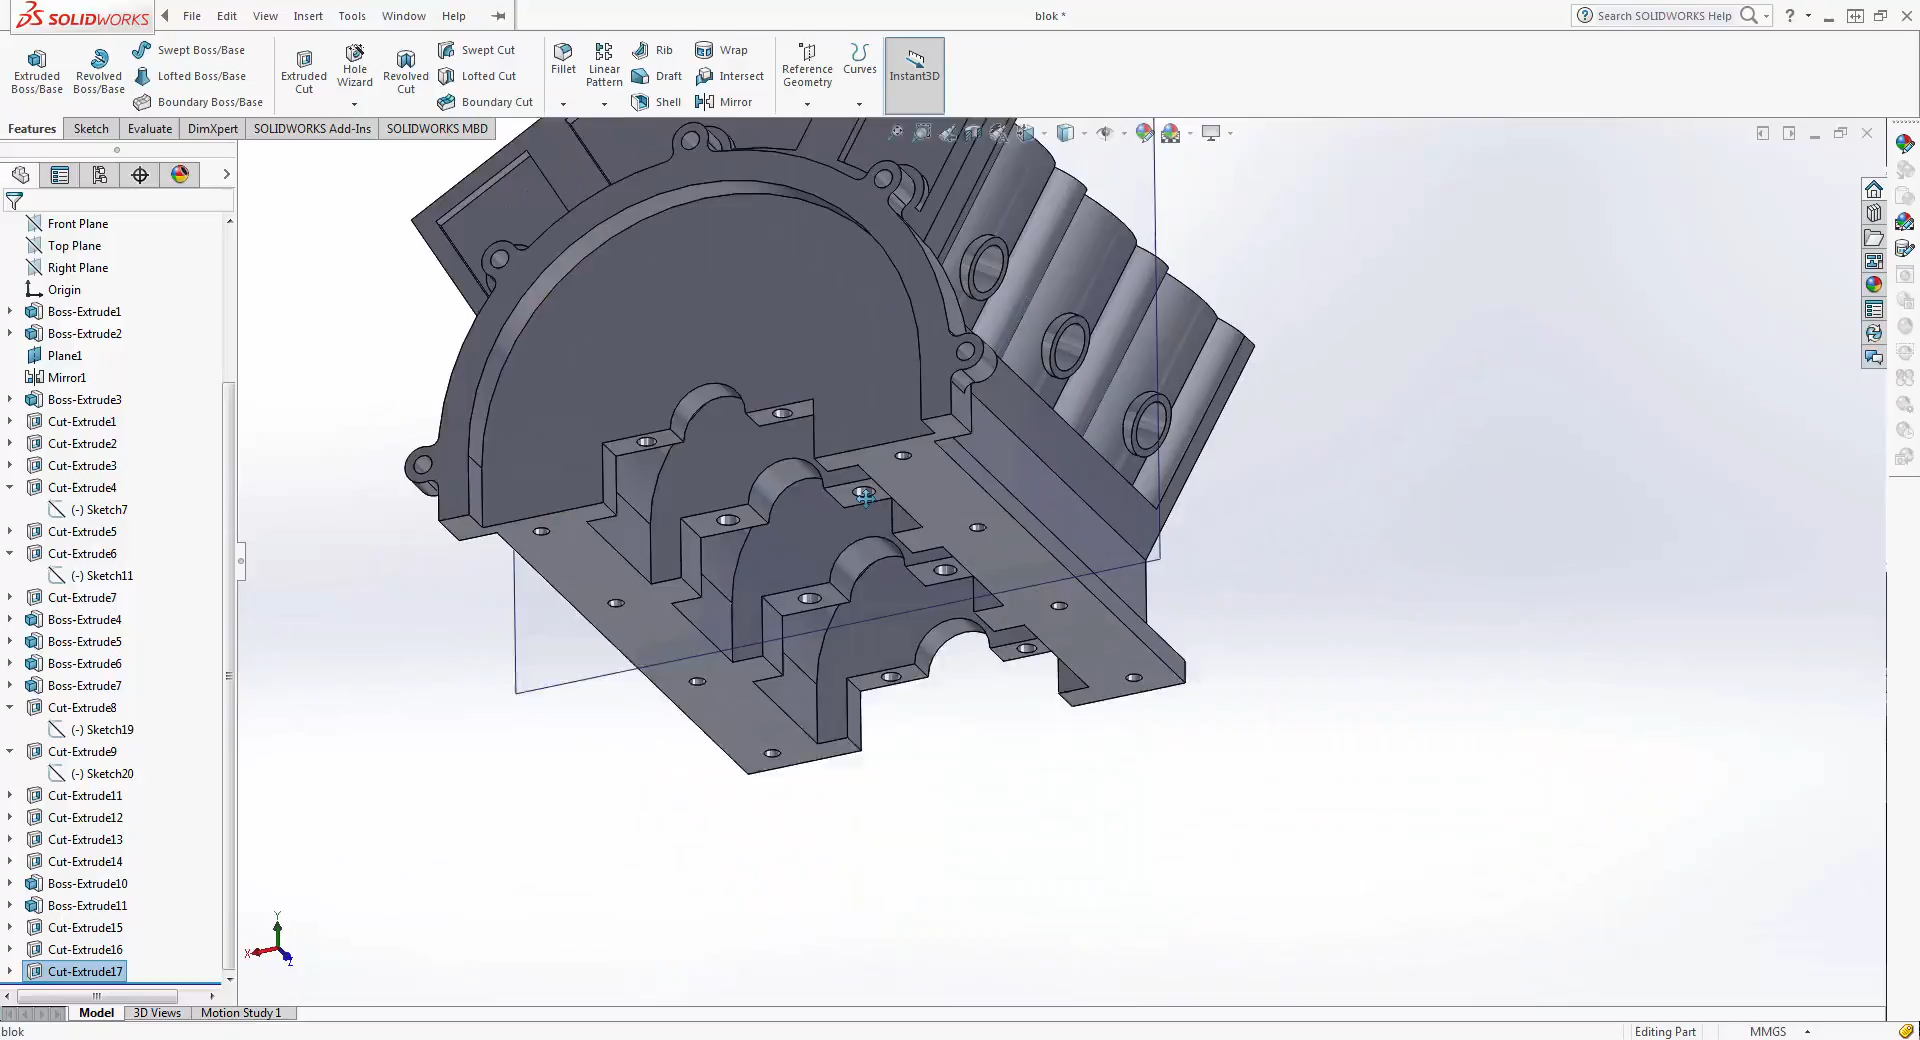 SOLIDWORKS
File
Edit
View
Insert
Tools
Window
Help
blok *
Search SOLIDWORKS Help
?
Extruded
Boss/Base
Revolved
Boss/Base
Swept Boss/Base
Lofted Boss/Base
Boundary Boss/Base
Extruded
Cut
Hole
Wizard
Revolved
Cut
Swept Cut
Lofted Cut
Boundary Cut
Fillet
Linear
Pattern
Rib
Draft
Shell
Wrap
Intersect
Mirror
Reference
Geometry
Curves
Instant3D
Features
Sketch
Evaluate
DimXpert
SOLIDWORKS Add-Ins
SOLIDWORKS MBD
Front Plane
Top Plane
Right Plane
Origin
Boss-Extrude1
Boss-Extrude2
Plane1
Mirror1
Boss-Extrude3
Cut-Extrude1
Cut-Extrude2
Cut-Extrude3
Cut-Extrude4
(-) Sketch7
Cut-Extrude5
Cut-Extrude6
(-) Sketch11
Cut-Extrude7
Boss-Extrude4
Boss-Extrude5
Boss-Extrude6
Boss-Extrude7
Cut-Extrude8
(-) Sketch19
Cut-Extrude9
(-) Sketch20
Cut-Extrude11
Cut-Extrude12
Cut-Extrude13
Cut-Extrude14
Boss-Extrude10
Boss-Extrude11
Cut-Extrude15
Cut-Extrude16
Cut-Extrude17
Y
X
Z
Model
3D Views
Motion Study 1
blok
Editing Part
MMGS